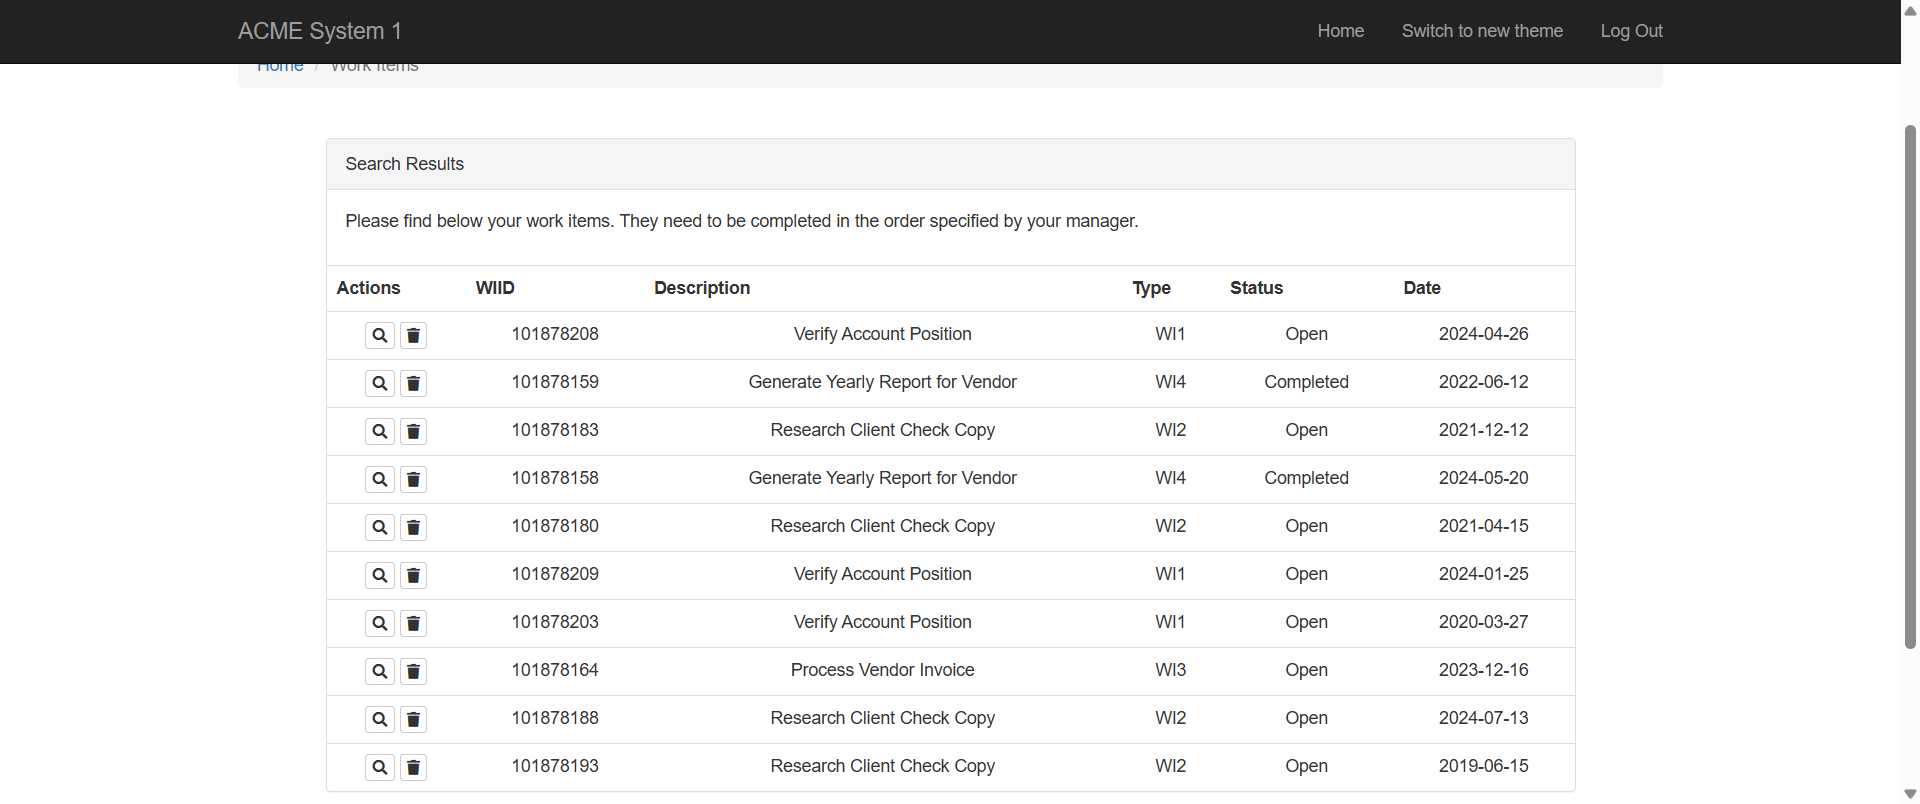 ACME System 1 Home Switch to new theme Log Out
Home / Work Items
Search Results
Please find below your work items. They need to be completed in the order specified by your manager.
Actions WIID Description Type Status Date
101878208 Verify Account Position WI1 Open 2024-04-26
101878159 Generate Yearly Report for Vendor WI4 Completed 2022-06-12
101878183 Research Client Check Copy WI2 Open 2021-12-12
101878158 Generate Yearly Report for Vendor WI4 Completed 2024-05-20
101878180 Research Client Check Copy WI2 Open 2021-04-15
101878209 Verify Account Position WI1 Open 2024-01-25
101878203 Verify Account Position WI1 Open 2020-03-27
101878164 Process Vendor Invoice WI3 Open 2023-12-16
101878188 Research Client Check Copy WI2 Open 2024-07-13
101878193 Research Client Check Copy WI2 Open 2019-06-15